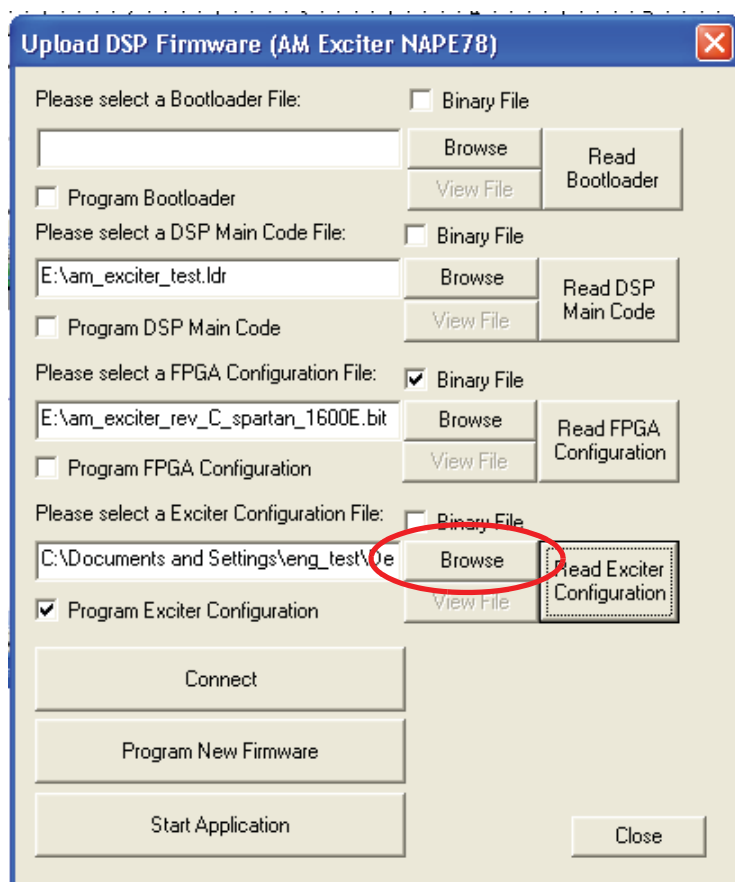 Upload DSP Firmware (AM Exciter NAPE78)
Please select a Bootloader File:
Binary File
Browse
Read
Bootloader
View File
Program Bootloader
Please select a DSP Main Code File:
Binary File
E:\am_exciter_test.ldr
Browse
Read DSP
Main Code
View File
Program DSP Main Code
Please select a FPGA Configuration File:
Binary File
E:\am_exciter_rev_C_spartan_1600E.bit
Browse
Read FPGA
Configuration
View File
Program FPGA Configuration
Please select a Exciter Configuration File:
Binary File
C:\Documents and Settings\eng_test\De
Browse
Read Exciter
Configuration
View File
Program Exciter Configuration
Connect
Program New Firmware
Start Application
Close